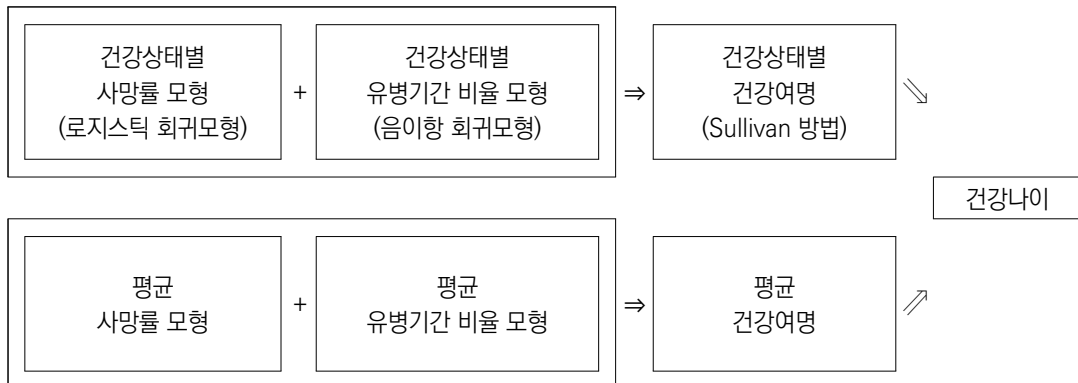 건강상태별
사망률 모형
(로지스틱 회귀모형)
+
건강상태별
유병기간 비율 모형
(음이항 회귀모형)
⇒
건강상태별
건강여명
(Sullivan 방법)
⇘
건강나이
평균
사망률 모형
+
평균
유병기간 비율 모형
⇒
평균
건강여명
⇗